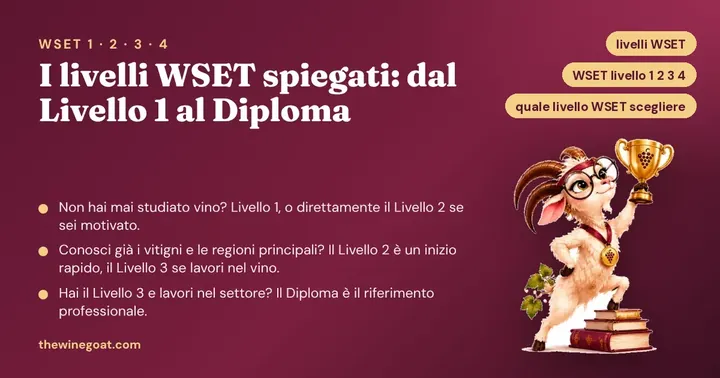 WSET 1 · 2 · 3 · 4
I livelli WSET spiegati: dal
Livello 1 al Diploma
livelli WSET
WSET livello 1 2 3 4
quale livello WSET scegliere
Non hai mai studiato vino? Livello 1, o direttamente il Livello 2 se
sei motivato.
Conosci già i vitigni e le regioni principali? Il Livello 2 è un inizio
rapido, il Livello 3 se lavori nel vino.
Hai il Livello 3 e lavori nel settore? Il Diploma è il riferimento
professionale.
thewinegoat.com